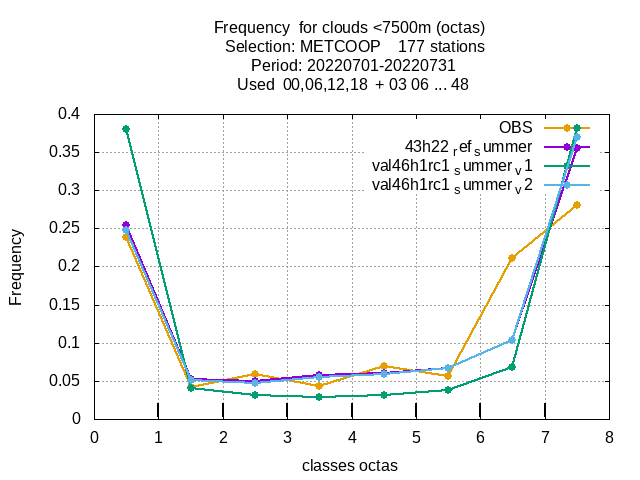 Frequency for clouds <7500m (octas)
Selection: METCOOP 177 stations
Period: 20220701-20220731
Used 00,06,12,18 + 03 06 ... 48
0.4
0.35
0.3
0.25
0.2
0.15
0.1
0.05
0
Frequency
OBS
43h22 ref summer
val46h1rc1 summer v1
val46h1rc1 summer v2
0 1 2 3 4 5 6 7 8
classes octas